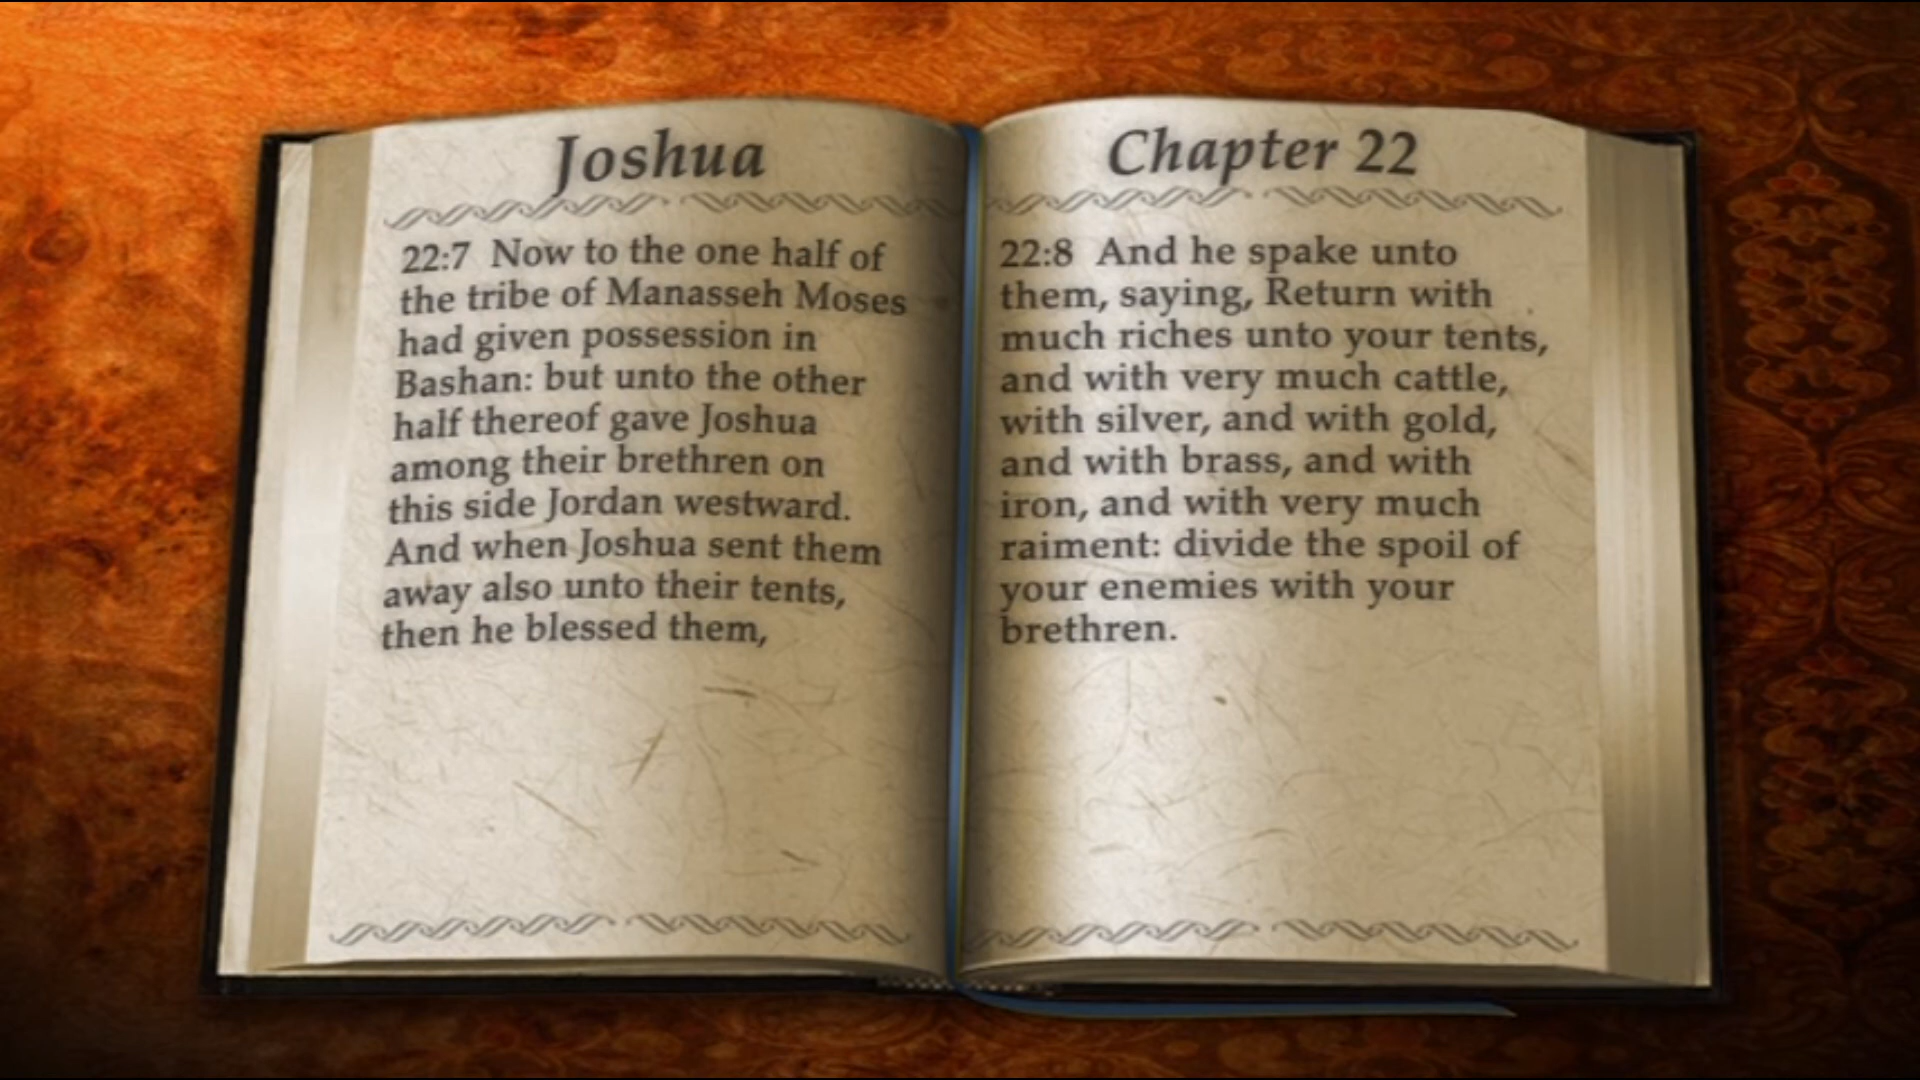 Joshua
22:7 Now to the one half of
the tribe of Manasseh Moses
had given possession in
Bashan: but unto the other
half thereof gave Joshua
among their brethren on
this side Jordan westward.
And when Joshua sent them
away also unto their tents,
then he blessed them,
Chapter 22
22:8 And he spake unto
them, saying, Return with
much riches unto your tents,
and with very much cattle,
with silver, and with gold,
and with brass, and with
iron, and with very much
raiment: divide the spoil of
your enemies with your
brethren.